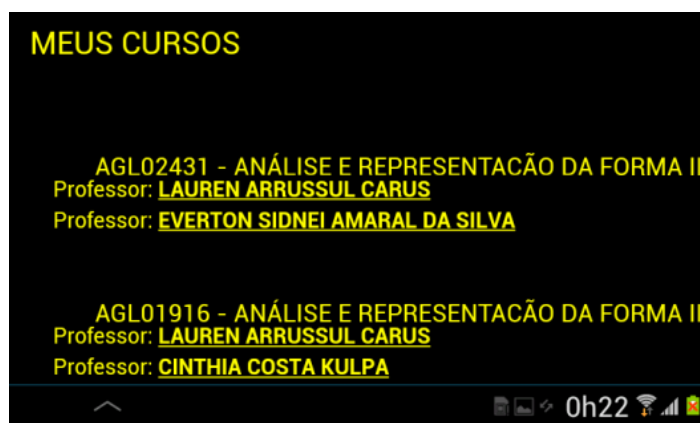 MEUS CURSOS
AGL02431 - ANÁLISE E REPRESENTACÃO DA FORMA II
Professor: LAUREN ARRUSSUL CARUS
Professor: EVERTON SIDNEI AMARAL DA SILVA
AGL01916 - ANÁLISE E REPRESENTACÃO DA FORMA II
Professor: LAUREN ARRUSSUL CARUS
Professor: CINTHIA COSTA KULPA
0h22